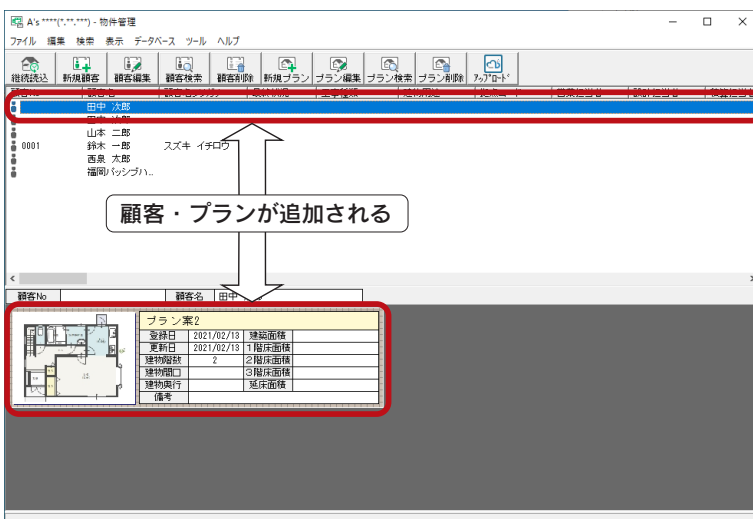 A's ****(*.**.***) - 物件管理
ファイル 編集 検索 表示 データベース ツール ヘルプ
継続読込 新規顧客 顧客編集 顧客検索 顧客削除 新規プラン プラン編集 プラン検索 プラン削除 アップロード
田中 次郎
山本 二郎
0001 鈴木 一郎 スズキ イチロウ
西泉 太郎
福岡パッシブハ..
顧客・プランが追加される
顧客No 顧客名 田中
プラン案2
登録日 2021/02/13 建築面積
更新日 2021/02/13 1階床面積
建物階数 2 2階床面積
建物間口 3階床面積
建物奥行 延床面積
備考